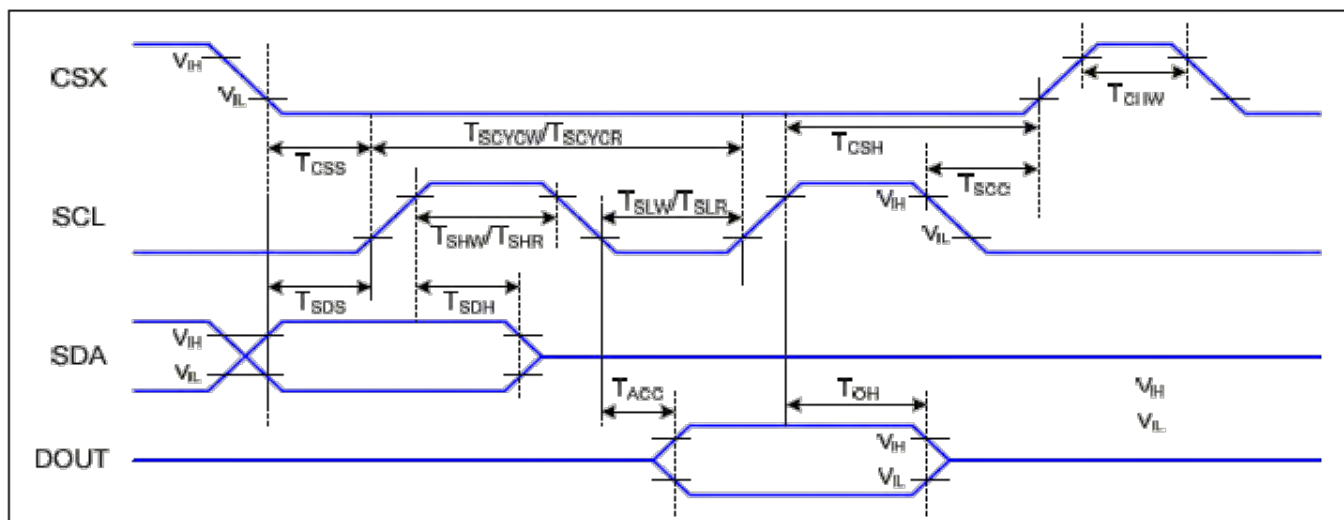 CSX
VIH
VIL
TCHW
TCSS
TSCYCW/TSCYCR
TCSH
TSCC
SCL
TSHW/TSHR
TSLW/TSLR
VIH
VIL
TSDS
TSDH
SDA
VIH
VIL
TACC
TOH
VIH
VIL
DOUT
VIH
VIL